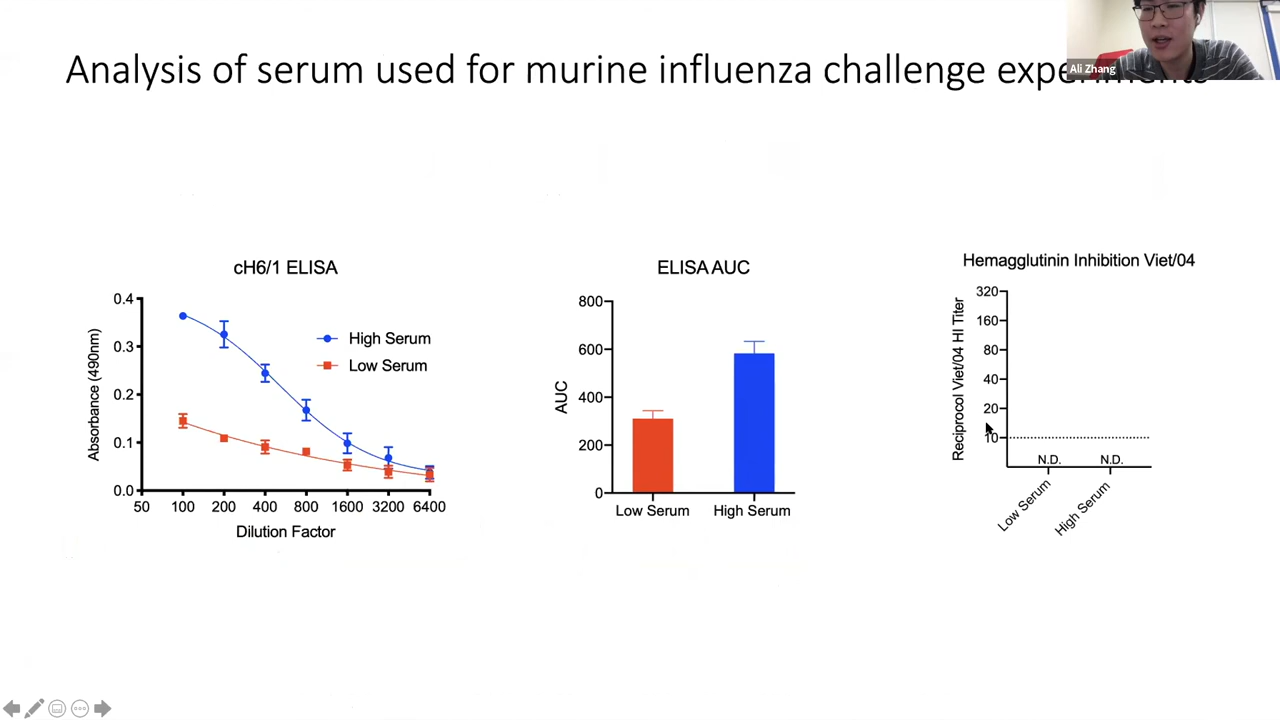 Analysis of serum used for murine influenza challenge experiments
Ali Zhang
cH6/1 ELISA
0.4
0.3
0.2
0.1
0.0
Absorbance (490nm)
High Serum
Low Serum
50 100 200 400 800 1600 3200 6400
Dilution Factor
ELISA AUC
800
600
400
200
0
AUC
Low Serum High Serum
Hemagglutinin Inhibition Viet/04
320
160
80
40
20
10
Reciprocol Viet/04 HI Titer
N.D. N.D.
Low Serum
High Serum